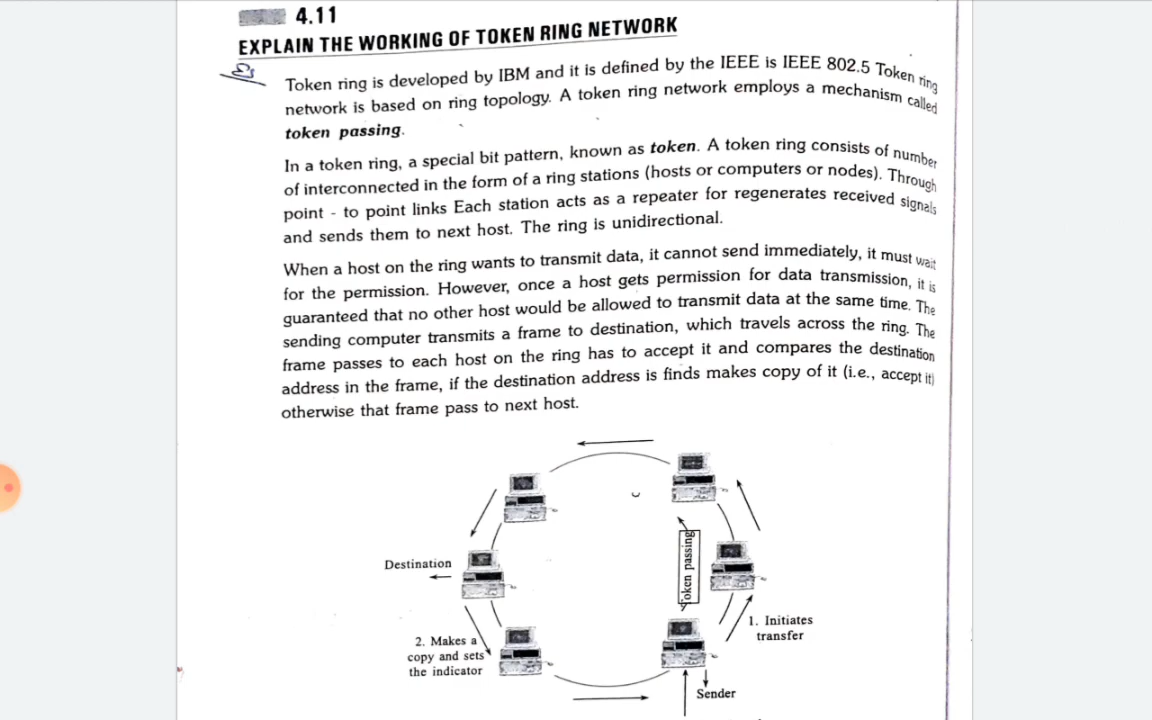 4.11
EXPLAIN THE WORKING OF TOKEN RING NETWORK
Token ring is developed by IBM and it is defined by the IEEE is IEEE 802.5 Token ring
network is based on ring topology. A token ring network employs a mechanism called
token passing.
In a token ring, a special bit pattern, known as token. A token ring consists of number
of interconnected in the form of a ring stations (hosts or computers or nodes). Through
point - to point links Each station acts as a repeater for regenerates received signals
and sends them to next host. The ring is unidirectional.
When a host on the ring wants to transmit data, it cannot send immediately, it must wait
for the permission. However, once a host gets permission for data transmission, it is
guaranteed that no other host would be allowed to transmit data at the same time. The
sending computer transmits a frame to destination, which travels across the ring. The
frame passes to each host on the ring has to accept it and compares the destination
address in the frame, if the destination address is finds makes copy of it (i.e., accept it)
otherwise that frame pass to next host.
Destination
Token passing
1. Initiates
transfer
2. Makes a
copy and sets
the indicator
Sender